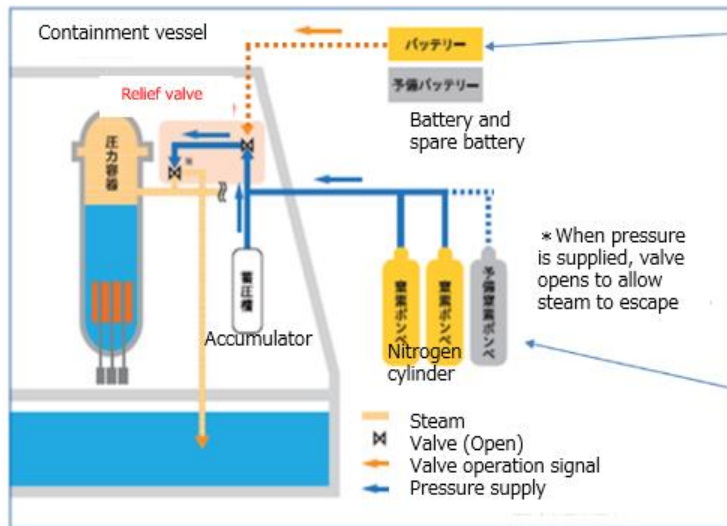 Containment vessel
バッテリー
予備バッテリー
Battery and
spare battery
Relief valve
圧力容器
*
＊When pressure
is supplied, valve
opens to allow
steam to escape
蓄圧槽
Accumulator
窒素ボンベ
窒素ボンベ
予備窒素ボンベ
Nitrogen
cylinder
Steam
Valve (Open)
Valve operation signal
Pressure supply